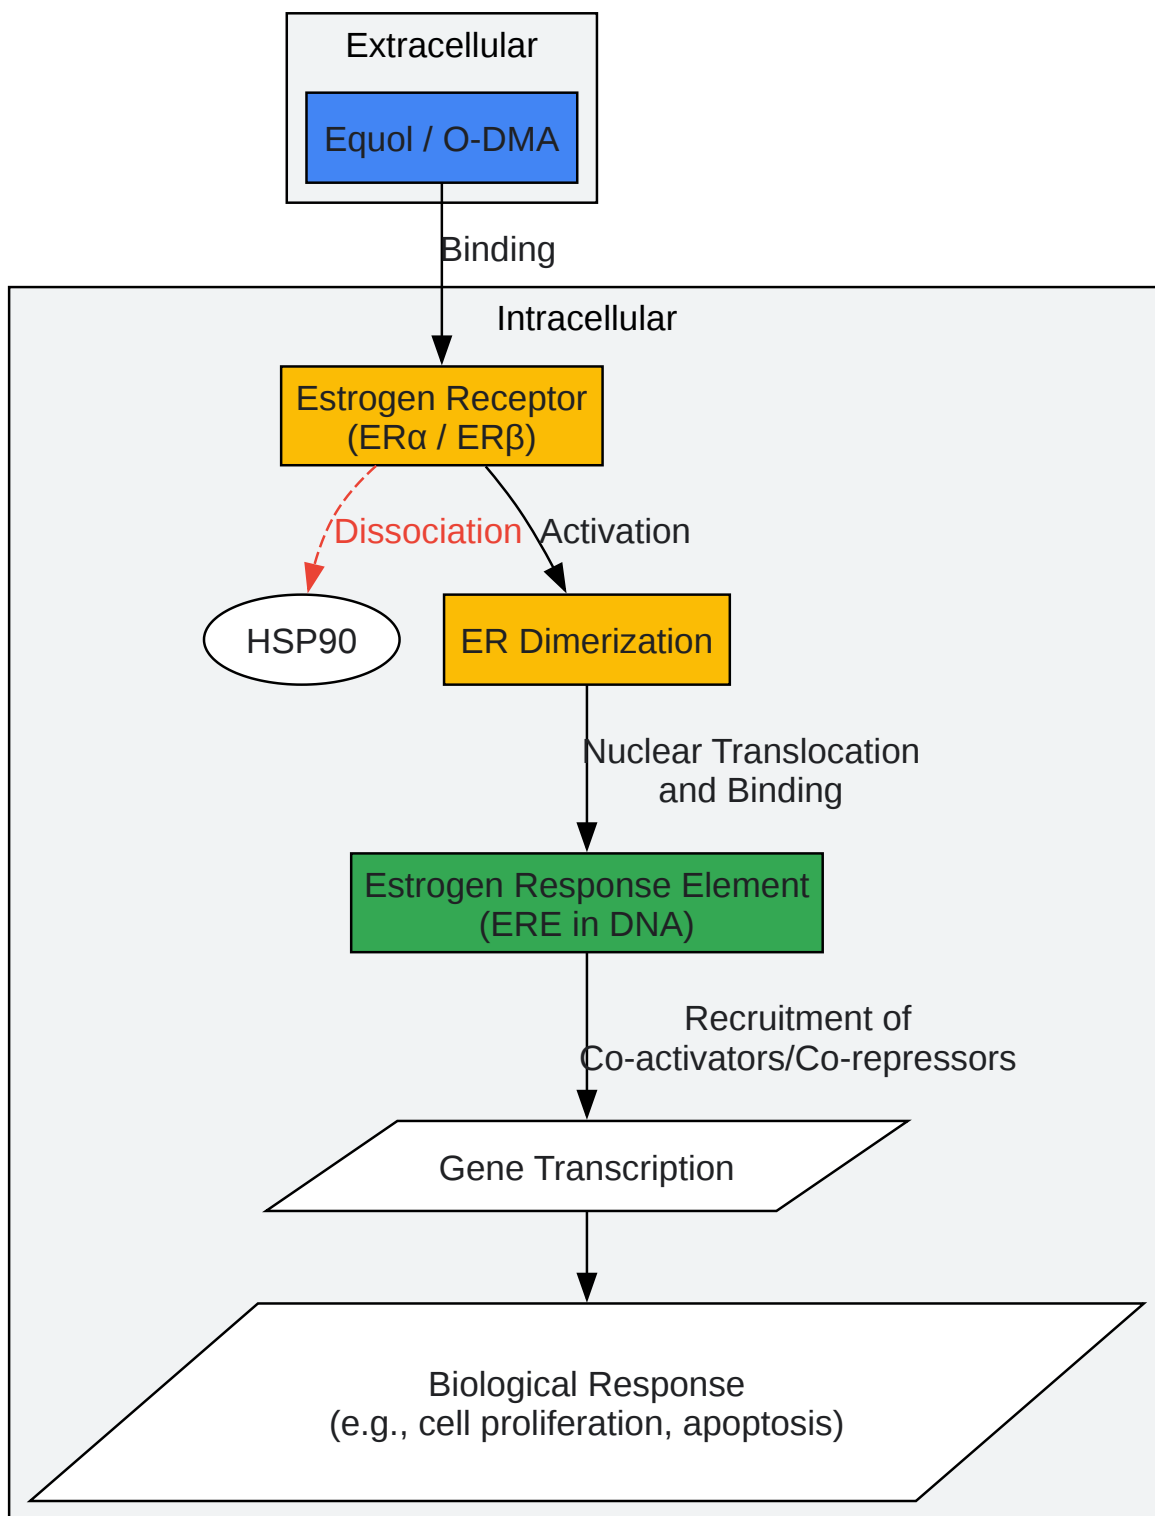 Extracellular
Equol / O-DMA
Binding
Intracellular
Estrogen Receptor
(ERα / ERβ)
Dissociation
Activation
HSP90
ER Dimerization
Nuclear Translocation
and Binding
Estrogen Response Element
(ERE in DNA)
Recruitment of
Co-activators/Co-repressors
Gene Transcription
Biological Response
(e.g., cell proliferation, apoptosis)